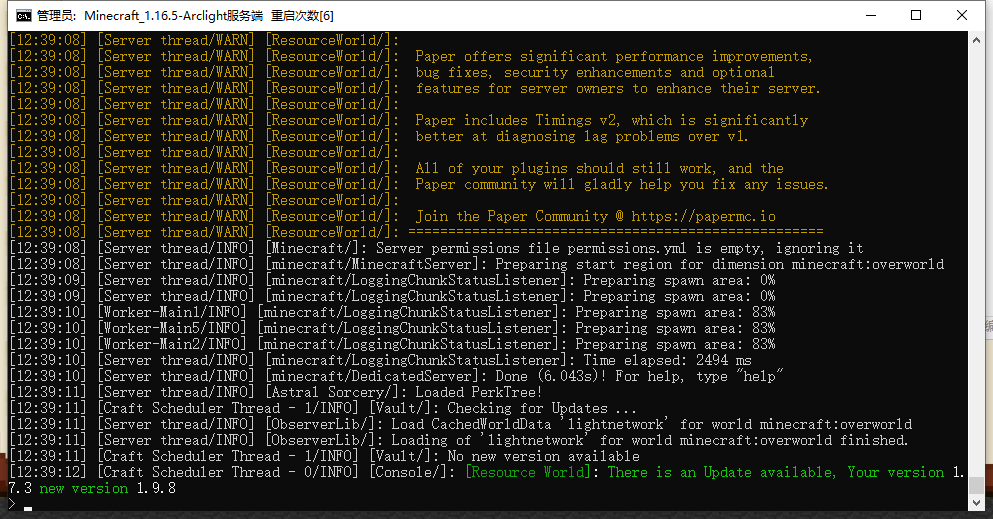 管理员: Minecraft_1.16.5-Arclight服务端 重启次数[6]
[12:39:08] [Server thread/WARN] [ResourceWorld/]:
[12:39:08] [Server thread/WARN] [ResourceWorld/]:  Paper offers significant performance improvements,
[12:39:08] [Server thread/WARN] [ResourceWorld/]:  bug fixes, security enhancements and optional
[12:39:08] [Server thread/WARN] [ResourceWorld/]:  features for server owners to enhance their server.
[12:39:08] [Server thread/WARN] [ResourceWorld/]:
[12:39:08] [Server thread/WARN] [ResourceWorld/]:  Paper includes Timings v2, which is significantly
[12:39:08] [Server thread/WARN] [ResourceWorld/]:  better at diagnosing lag problems over v1.
[12:39:08] [Server thread/WARN] [ResourceWorld/]:
[12:39:08] [Server thread/WARN] [ResourceWorld/]:  All of your plugins should still work, and the
[12:39:08] [Server thread/WARN] [ResourceWorld/]:  Paper community will gladly help you fix any issues.
[12:39:08] [Server thread/WARN] [ResourceWorld/]:
[12:39:08] [Server thread/WARN] [ResourceWorld/]:  Join the Paper Community @ https://papermc.io
[12:39:08] [Server thread/WARN] [ResourceWorld/]: ====================================================
[12:39:08] [Server thread/INFO] [Minecraft/]: Server permissions file permissions.yml is empty, ignoring it
[12:39:08] [Server thread/INFO] [minecraft/MinecraftServer]: Preparing start region for dimension minecraft:overworld
[12:39:09] [Server thread/INFO] [minecraft/LoggingChunkStatusListener]: Preparing spawn area: 0%
[12:39:09] [Server thread/INFO] [minecraft/LoggingChunkStatusListener]: Preparing spawn area: 0%
[12:39:10] [Worker-Main1/INFO] [minecraft/LoggingChunkStatusListener]: Preparing spawn area: 83%
[12:39:10] [Worker-Main5/INFO] [minecraft/LoggingChunkStatusListener]: Preparing spawn area: 83%
[12:39:10] [Worker-Main2/INFO] [minecraft/LoggingChunkStatusListener]: Preparing spawn area: 83%
[12:39:10] [Server thread/INFO] [minecraft/LoggingChunkStatusListener]: Time elapsed: 2494 ms
[12:39:10] [Server thread/INFO] [minecraft/DedicatedServer]: Done (6.043s)! For help, type "help"
[12:39:11] [Server thread/INFO] [Astral Sorcery/]: Loaded PerkTree!
[12:39:11] [Craft Scheduler Thread - 1/INFO] [Vault/]: Checking for Updates ...
[12:39:11] [Server thread/INFO] [ObserverLib/]: Load CachedWorldData 'lightnetwork' for world minecraft:overworld
[12:39:11] [Server thread/INFO] [ObserverLib/]: Loading of 'lightnetwork' for world minecraft:overworld finished.
[12:39:11] [Craft Scheduler Thread - 1/INFO] [Vault/]: No new version available
[12:39:12] [Craft Scheduler Thread - 0/INFO] [Console/]: [Resource World]: There is an Update available, Your version 1.
7.3 new version 1.9.8
>